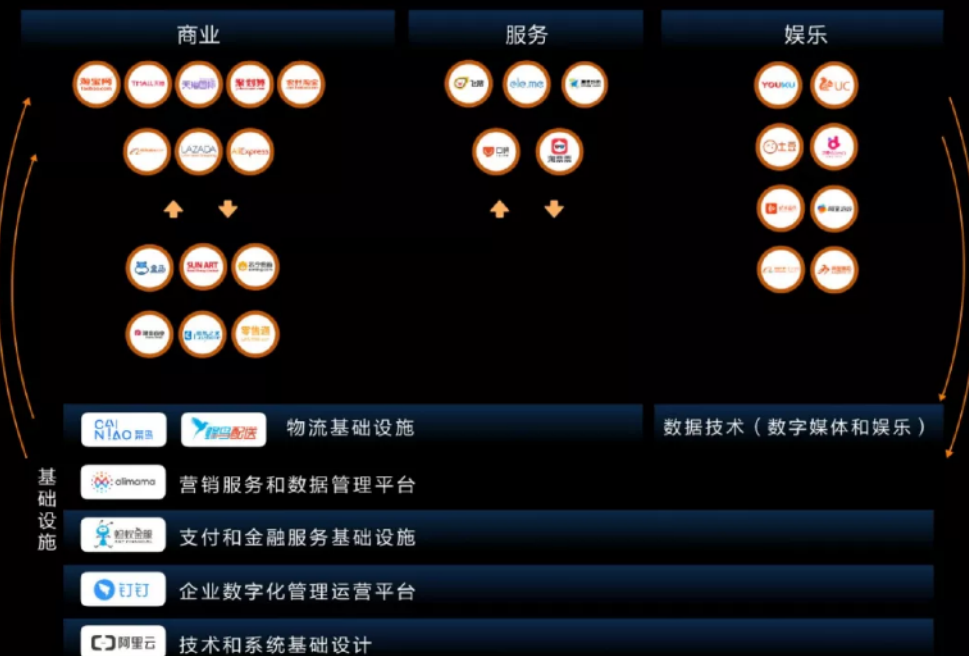 商业
服务
娱乐
淘宝网
TMALL天猫
天猫国际
聚划算
飞猪
ele.me
YOUKU
UC
LAZADA
AliExpress
口碑
淘票票
土豆
盒马
SUN ART
苏宁易购
零售通
CAI NIAO 菜鸟
蜂鸟配送
物流基础设施
数据技术（数字媒体和娱乐）
基础设施
alimama
营销服务和数据管理平台
蚂蚁金服
支付和金融服务基础设施
钉钉
企业数字化管理运营平台
阿里云
技术和系统基础设计